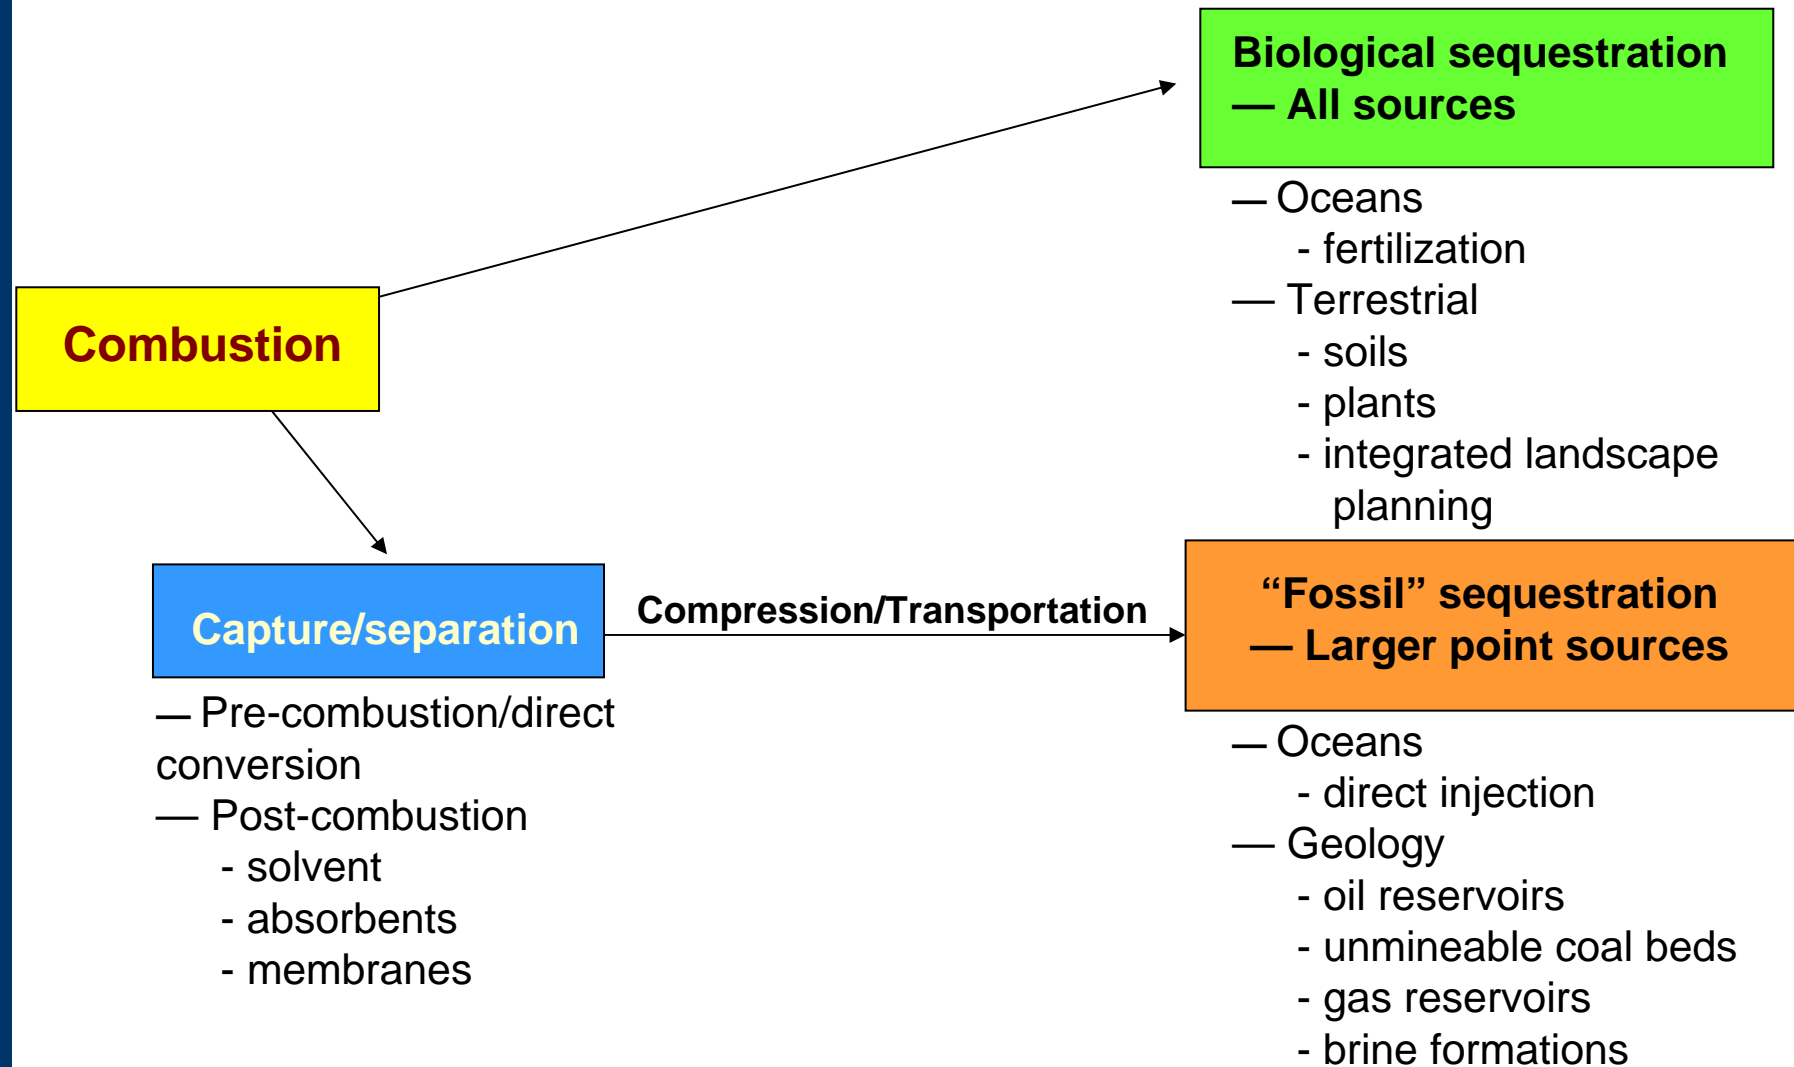 Biological sequestration
— All sources
— Oceans
- fertilization
— Terrestrial
- soils
- plants
- integrated landscape
planning
Combustion
Capture/separation
— Pre-combustion/direct
conversion
— Post-combustion
- solvent
- absorbents
- membranes
Compression/Transportation
“Fossil” sequestration
— Larger point sources
— Oceans
- direct injection
— Geology
- oil reservoirs
- unmineable coal beds
- gas reservoirs
- brine formations